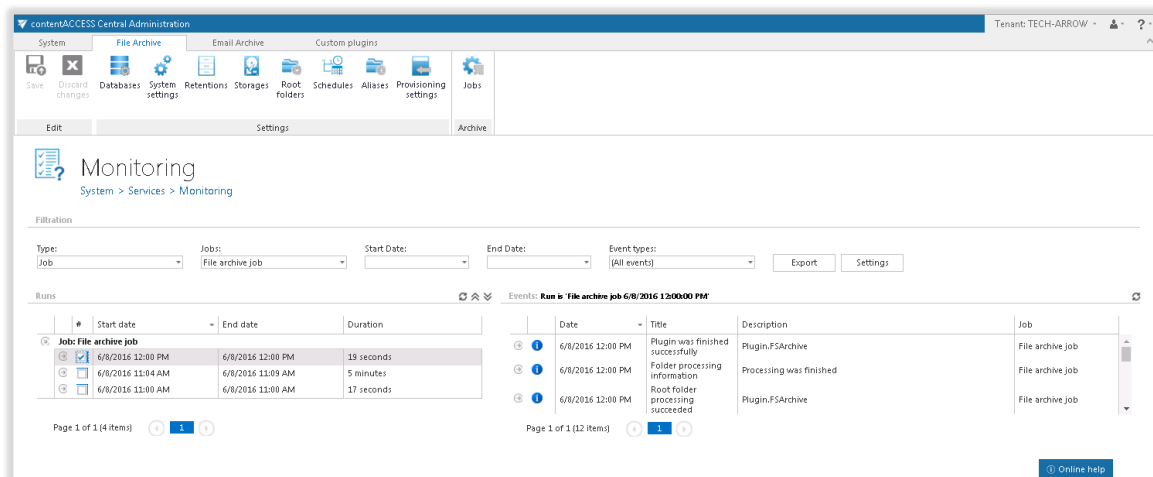 contentACCESS Central Administration
Tenant: TECH-ARROW
?
System
File Archive
Email Archive
Custom plugins
Save
Discard
changes
Databases
System
settings
Retentions
Storages
Root
folders
Schedules
Aliases
Provisioning
settings
Jobs
Edit
Settings
Archive
Monitoring
System > Services > Monitoring
Filtration
Type:
Jobs:
Start Date:
End Date:
Event types:
Job
File archive job
(All events)
Export
Settings
Runs
Events: Run is 'File archive job 6/8/2016 12:00:00 PM'
# Start date End date Duration
Job: File archive job
6/8/2016 12:00 PM 6/8/2016 12:00 PM 19 seconds
6/8/2016 11:04 AM 6/8/2016 11:09 AM 5 minutes
6/8/2016 11:00 AM 6/8/2016 11:00 AM 17 seconds
Page 1 of 1 (4 items) 1
Date Title Description Job
6/8/2016 12:00 PM Plugin was finished
successfully Plugin.FSArchive File archive job
6/8/2016 12:00 PM Folder processing
information Processing was finished File archive job
6/8/2016 12:00 PM Root folder
processing
succeeded Plugin.FSArchive File archive job
Page 1 of 1 (12 items) 1
Online help